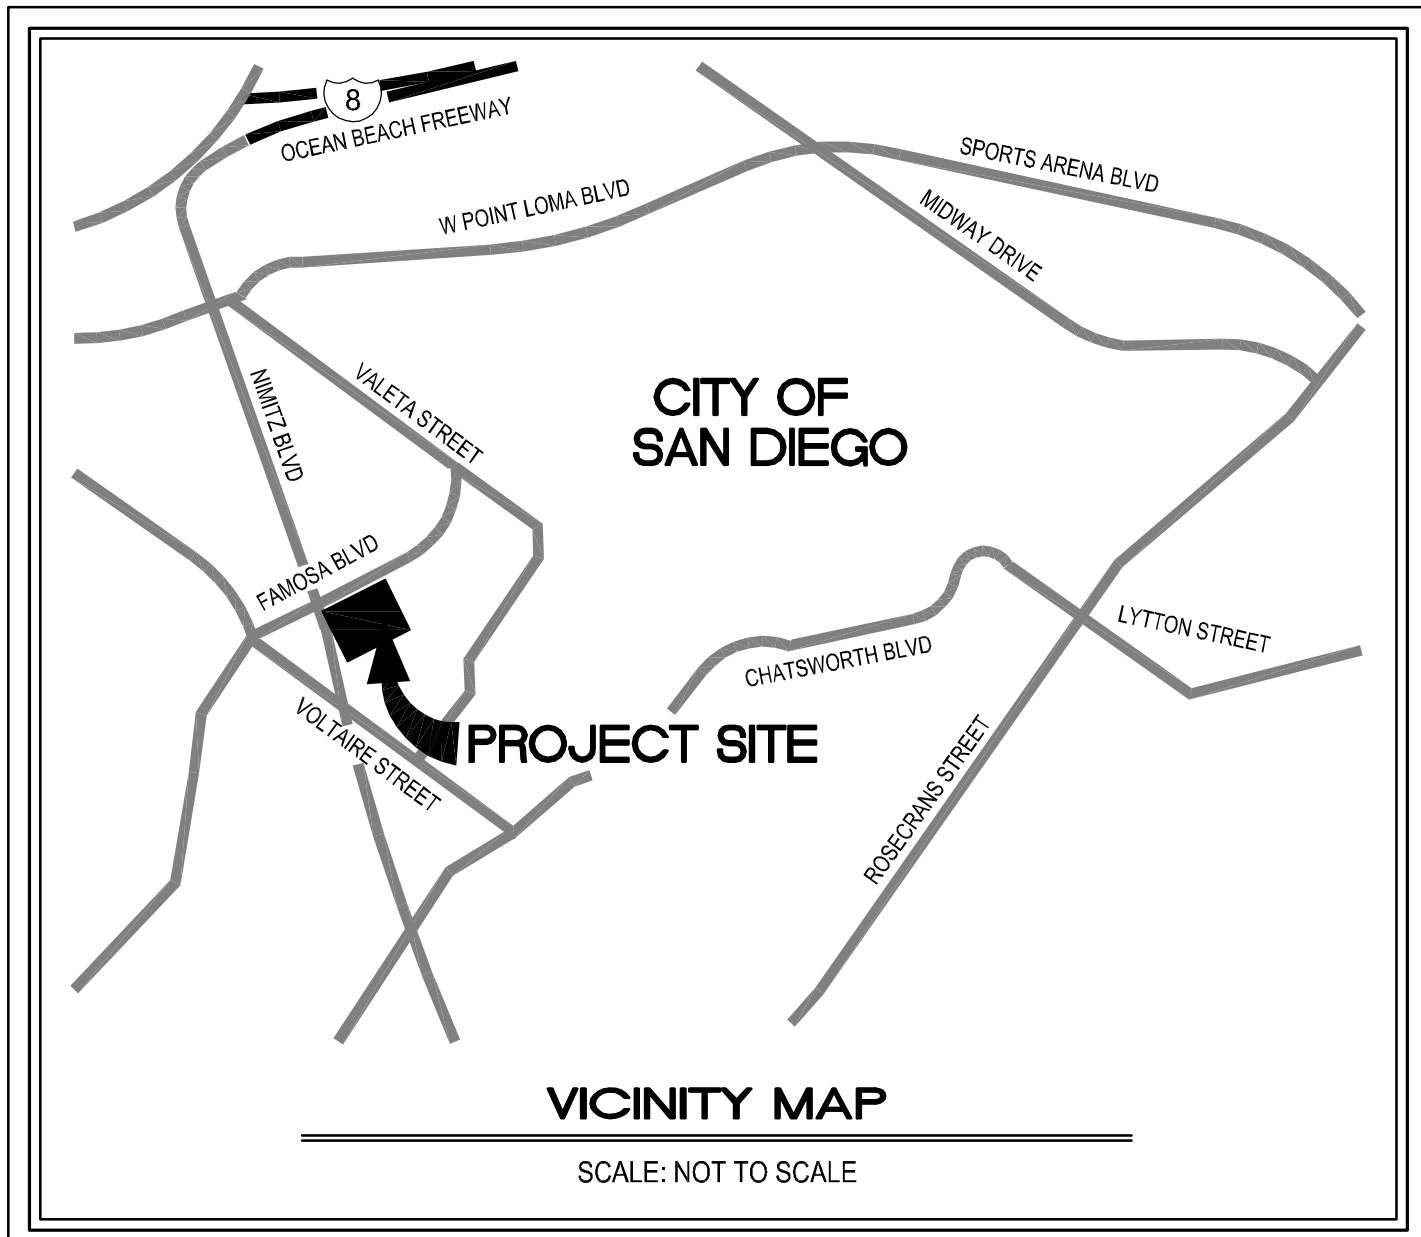 8
OCEAN BEACH FREEWAY
SPORTS ARENA BLVD
W POINT LOMA BLVD
MIDWAY DRIVE
NIMITZ BLVD
VALETA STREET
CITY OF
SAN DIEGO
FAMOSA BLVD
LYTTON STREET
CHATSWORTH BLVD
VOLTAIRE STREET
PROJECT SITE
ROSECRANS STREET
VICINITY MAP
SCALE: NOT TO SCALE